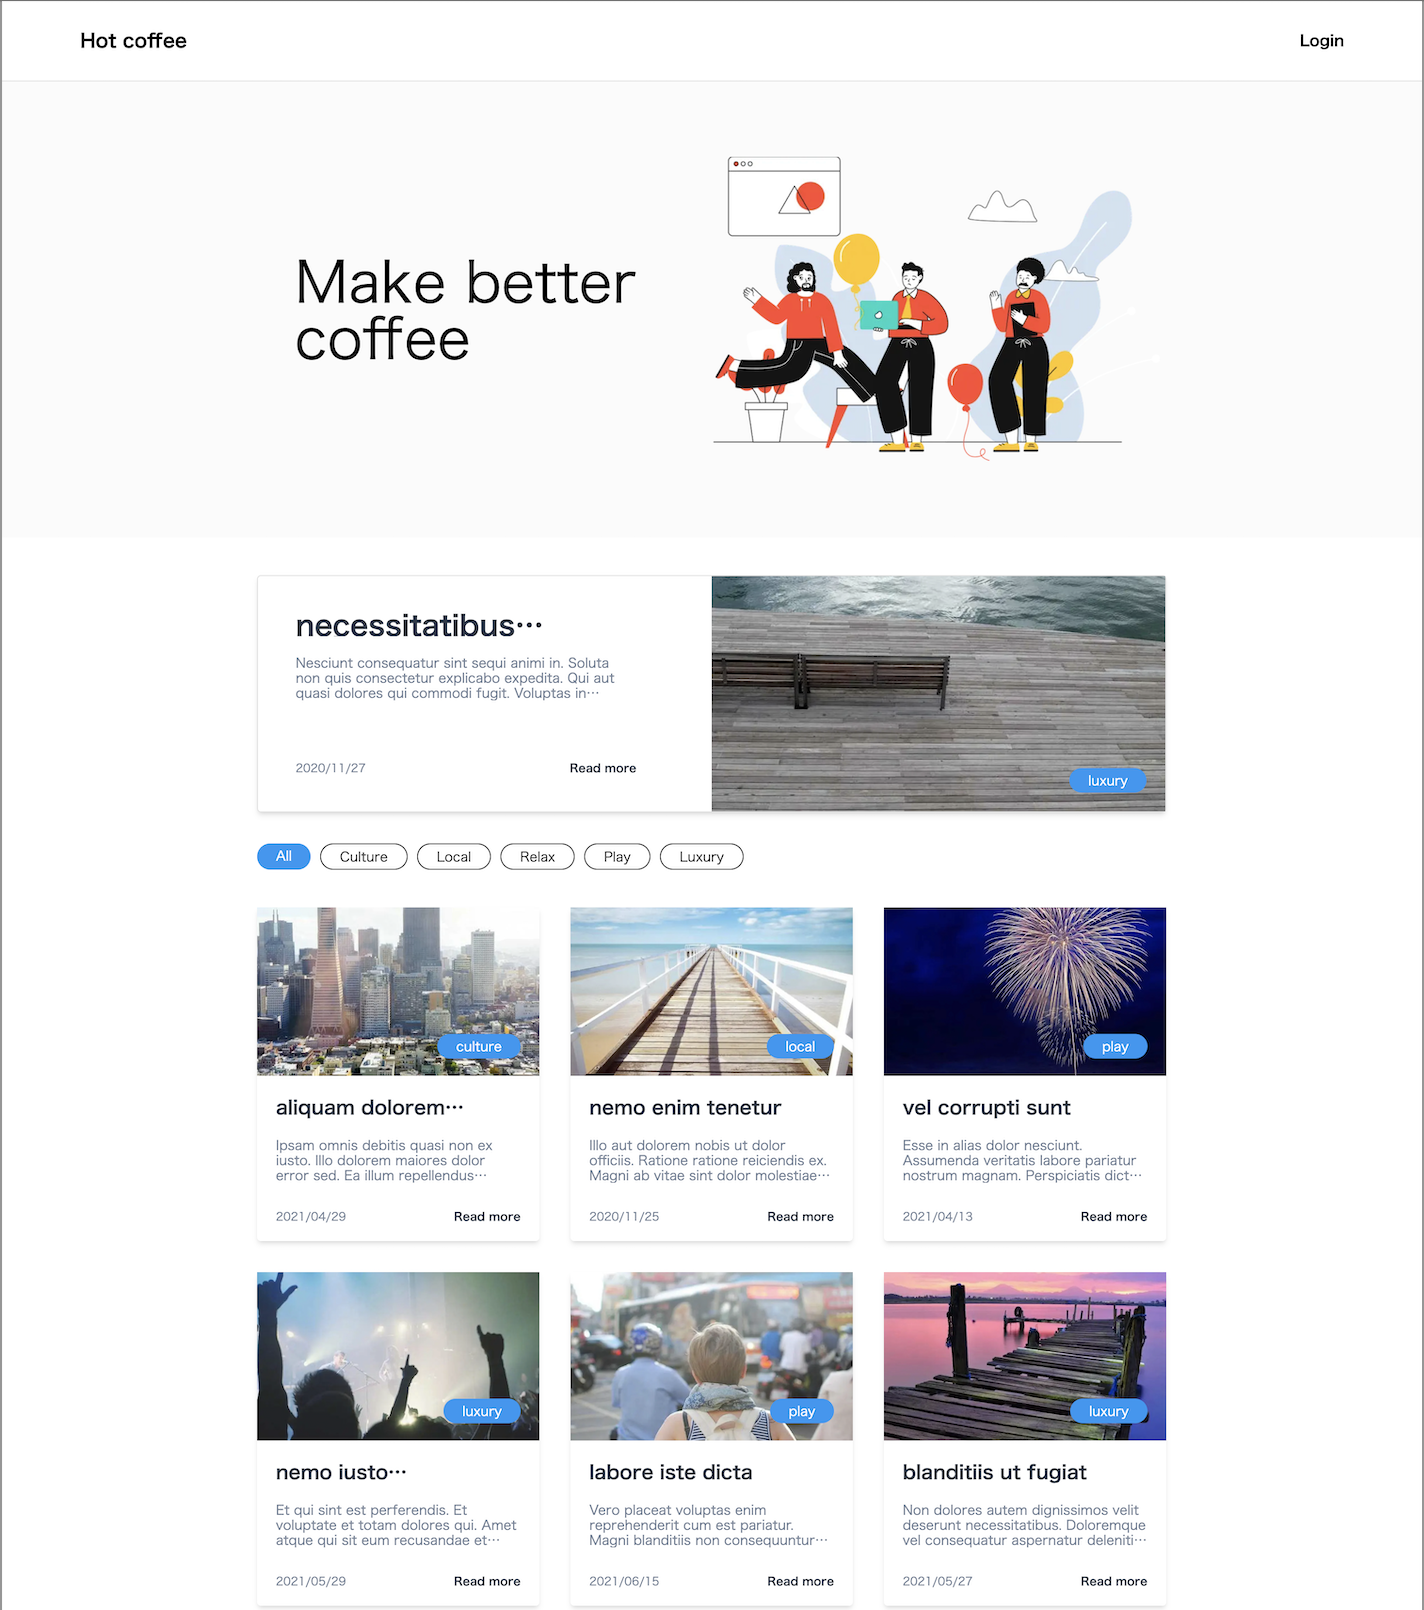 Hot coffee
Login
Make better
coffee
necessitatibus…
Nesciunt consequatur sint sequi animi in. Soluta
non quis consectetur explicabo expedita. Qui aut
quasi dolores qui commodi fugit. Voluptas in…
2020/11/27
Read more
luxury
All
Culture
Local
Relax
Play
Luxury
culture
aliquam dolorem…
Ipsam omnis debitis quasi non ex
iusto. Illo dolorem maiores dolor
error sed. Ea illum repellendus…
2021/04/29
Read more
local
nemo enim tenetur
Illo aut dolorem nobis ut dolor
officiis. Ratione ratione reiciendis ex.
Magni ab vitae sint dolor molestiae…
2020/11/25
Read more
play
vel corrupti sunt
Esse in alias dolor nesciunt.
Assumenda veritatis labore pariatur
nostrum magnam. Perspiciatis dict…
2021/04/13
Read more
luxury
nemo iusto…
Et qui sint est perferendis. Et
voluptate et totam dolores qui. Amet
atque qui sit eum recusandae et…
2021/05/29
Read more
play
labore iste dicta
Vero placeat voluptas enim
reprehenderit cum est pariatur.
Magni blanditiis non consequuntur…
2021/06/15
Read more
luxury
blanditiis ut fugiat
Non dolores autem dignissimos velit
deserunt necessitatibus. Doloremque
vel consequatur aspernatur deleniti…
2021/05/27
Read more